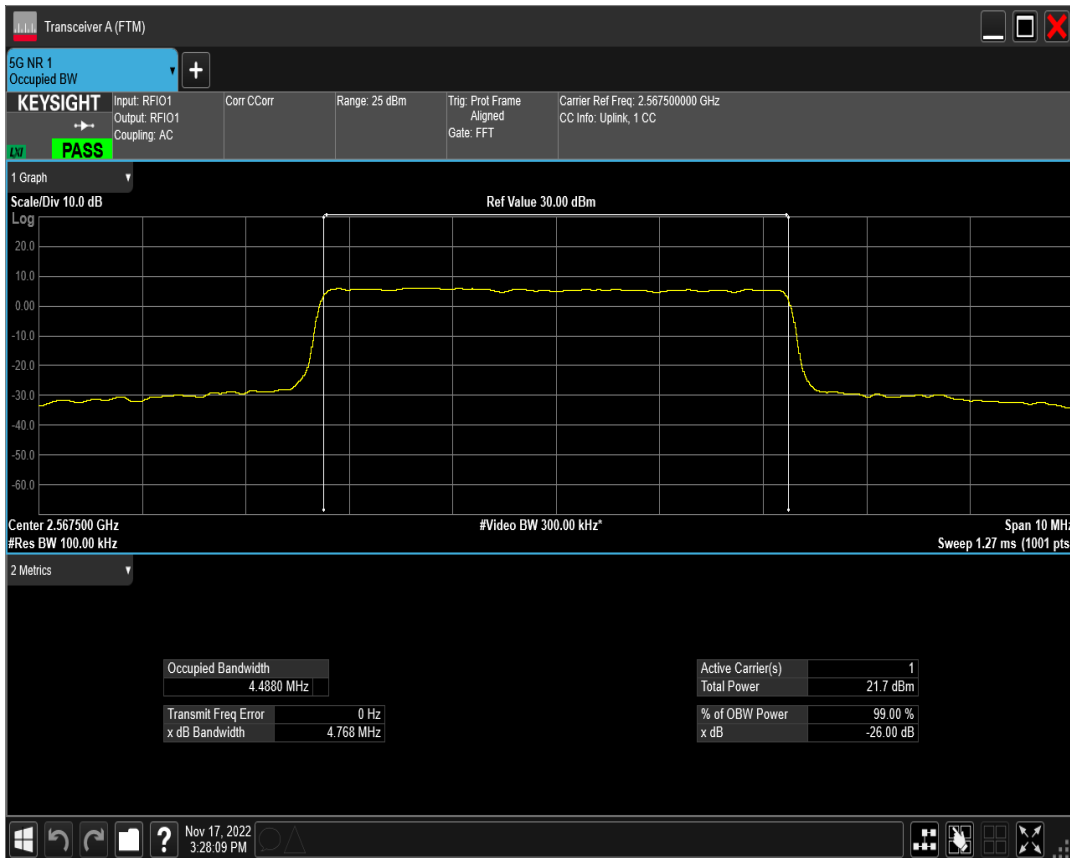 Transceiver A (FTM)
5G NR 1
Occupied BW
+
KEYSIGHT
LXI
PASS
Input: RFIO1
Output: RFIO1
Coupling: AC
Corr CCorr
Range: 25 dBm
Trig: Prot Frame
Aligned
Gate: FFT
Carrier Ref Freq: 2.567500000 GHz
CC Info: Uplink, 1 CC
1 Graph
Scale/Div 10.0 dB
Ref Value 30.00 dBm
Log
20.0
10.0
0.00
-10.0
-20.0
-30.0
-40.0
-50.0
-60.0
Center 2.567500 GHz
#Video BW 300.00 kHz*
Span 10 MHz
#Res BW 100.00 kHz
Sweep 1.27 ms (1001 pts
2 Metrics
Occupied Bandwidth
4.4880 MHz
Transmit Freq Error 0 Hz
x dB Bandwidth 4.768 MHz
Active Carrier(s) 1
Total Power 21.7 dBm
% of OBW Power 99.00 %
x dB -26.00 dB
?
Nov 17, 2022
3:28:09 PM